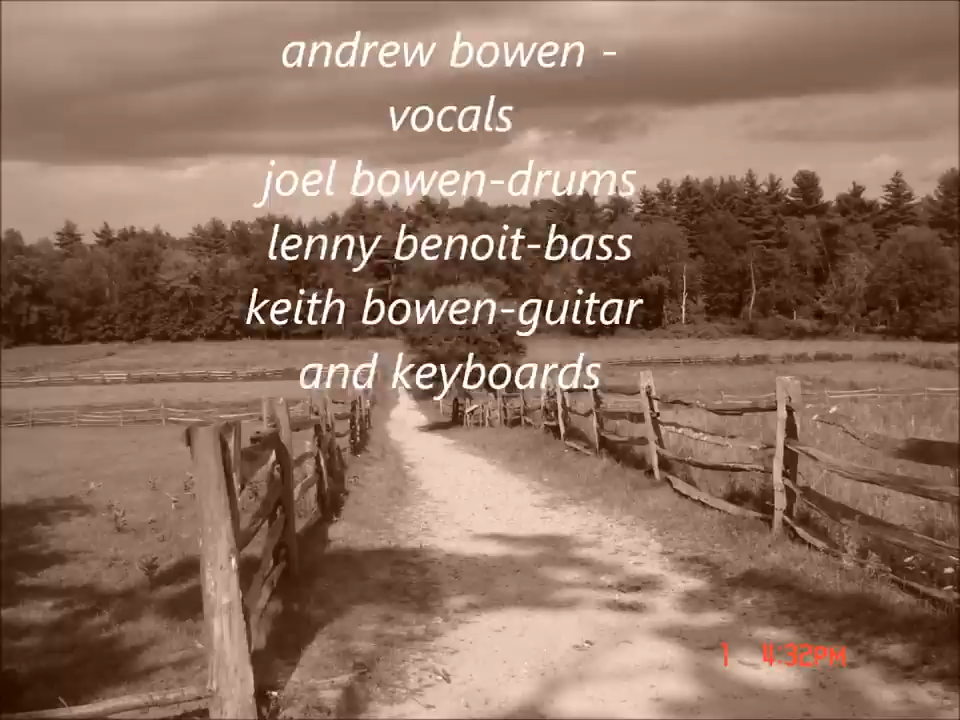 andrew bowen -
vocals
joel bowen-drums
lenny benoit-bass
keith bowen-guitar
and keyboards
1 4:32PM